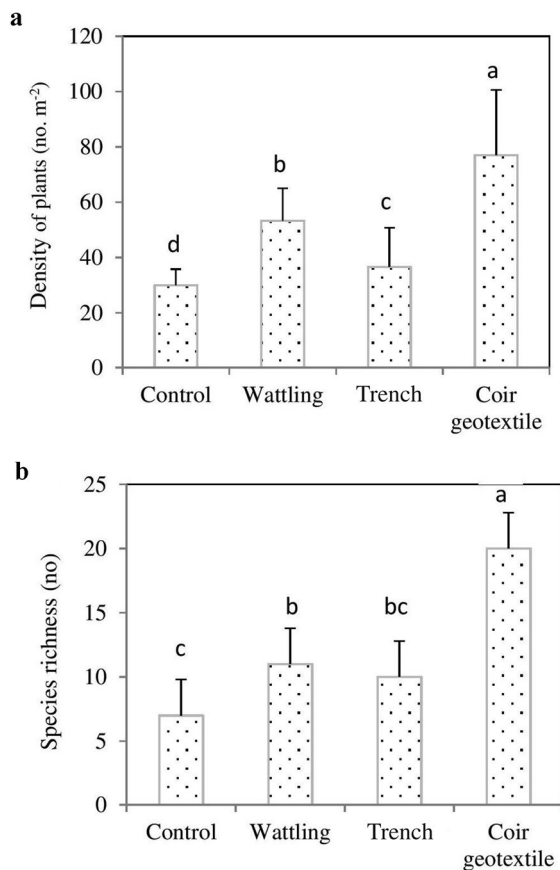 a
Density of plants (no. m⁻²)
120
100
80
60
40
20
0
d
b
c
a
Control Wattling Trench Coir
geotextile
b
Species richness (no)
25
20
15
10
5
0
c
b
bc
a
Control Wattling Trench Coir
geotextile